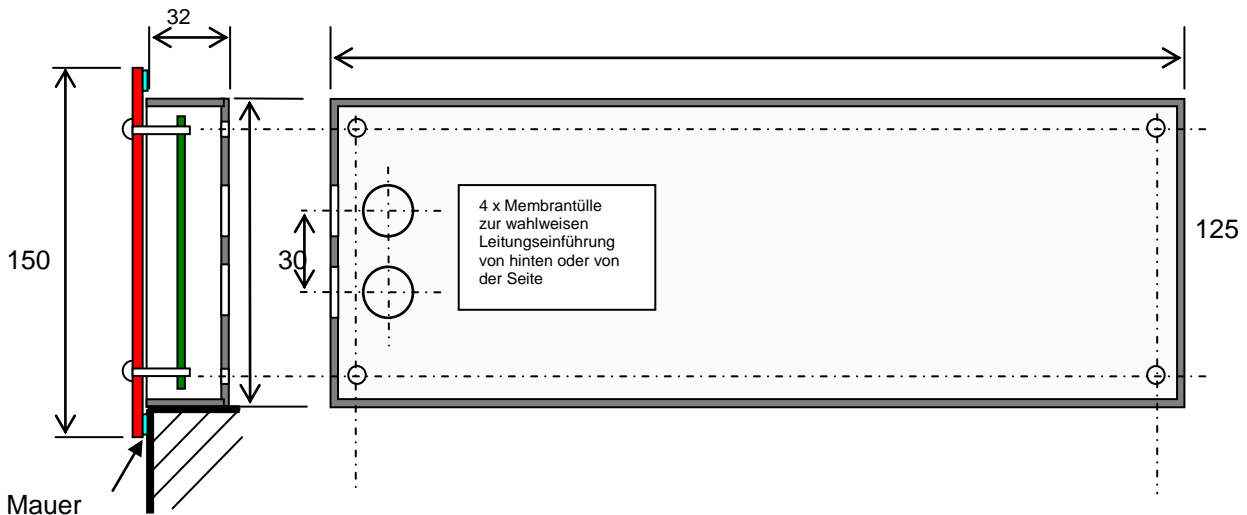 32
150
30
4 x Membrantülle
zur wahlweisen
Leitungseinführung
von hinten oder von
der Seite
125
Mauer